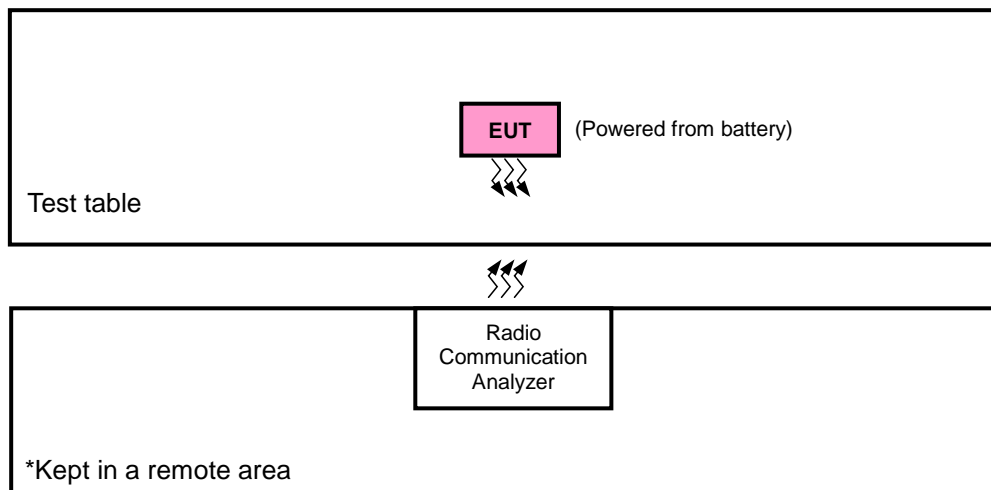 EUT
(Powered from battery)
Test table
Radio
Communication
Analyzer
*Kept in a remote area